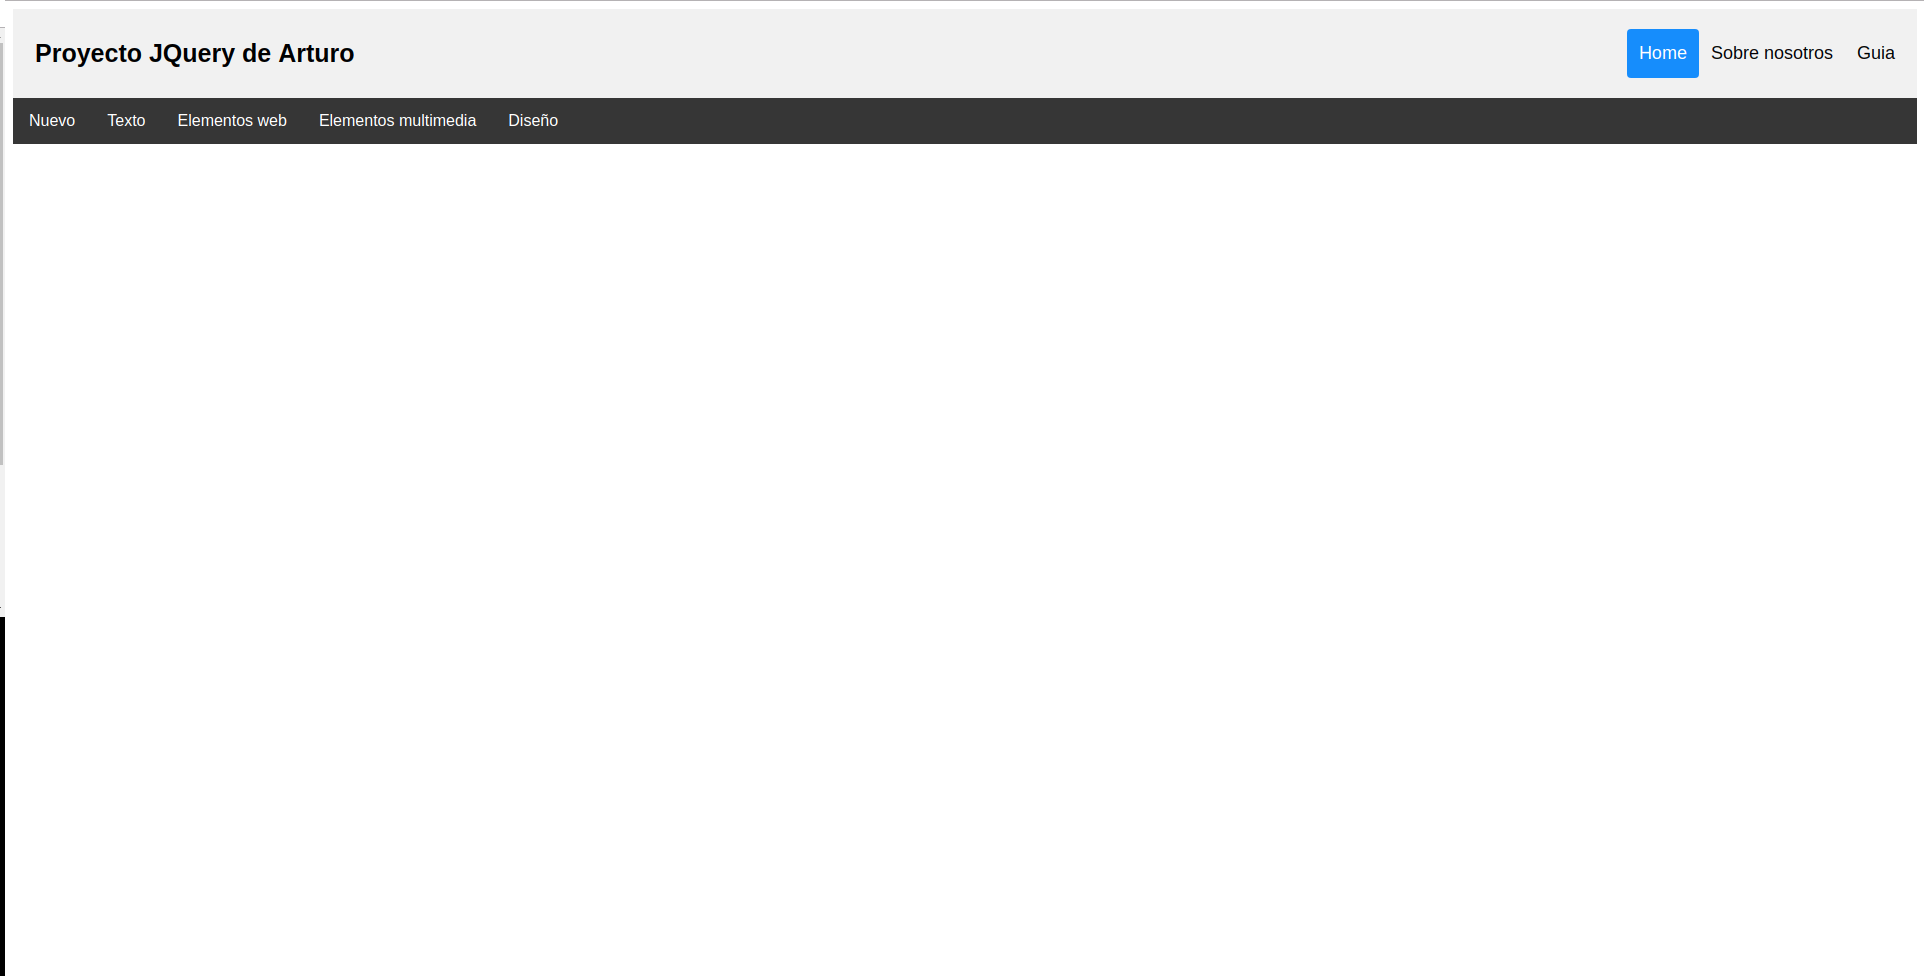 Proyecto JQuery de Arturo
Home Sobre nosotros Guia
Nuevo Texto Elementos web Elementos multimedia Diseño